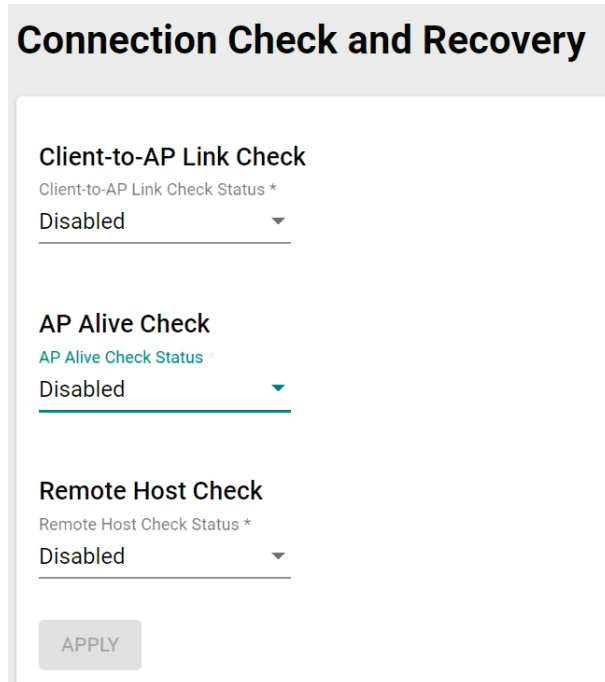 Connection Check and Recovery
Client-to-AP Link Check
Client-to-AP Link Check Status *
Disabled
AP Alive Check
AP Alive Check Status *
Disabled
Remote Host Check
Remote Host Check Status *
Disabled
APPLY